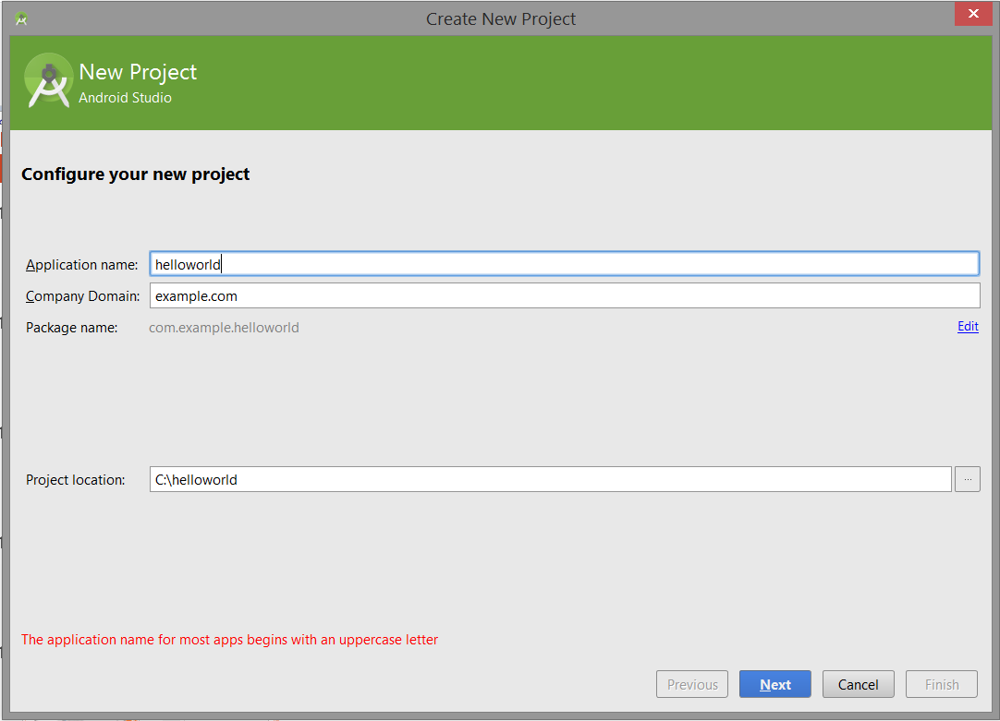 Create New Project
New Project
Android Studio
Configure your new project
Application name: helloworld
Company Domain: example.com
Package name: com.example.helloworld Edit
Project location: C:\helloworld ...
The application name for most apps begins with an uppercase letter
Previous Next Cancel Finish